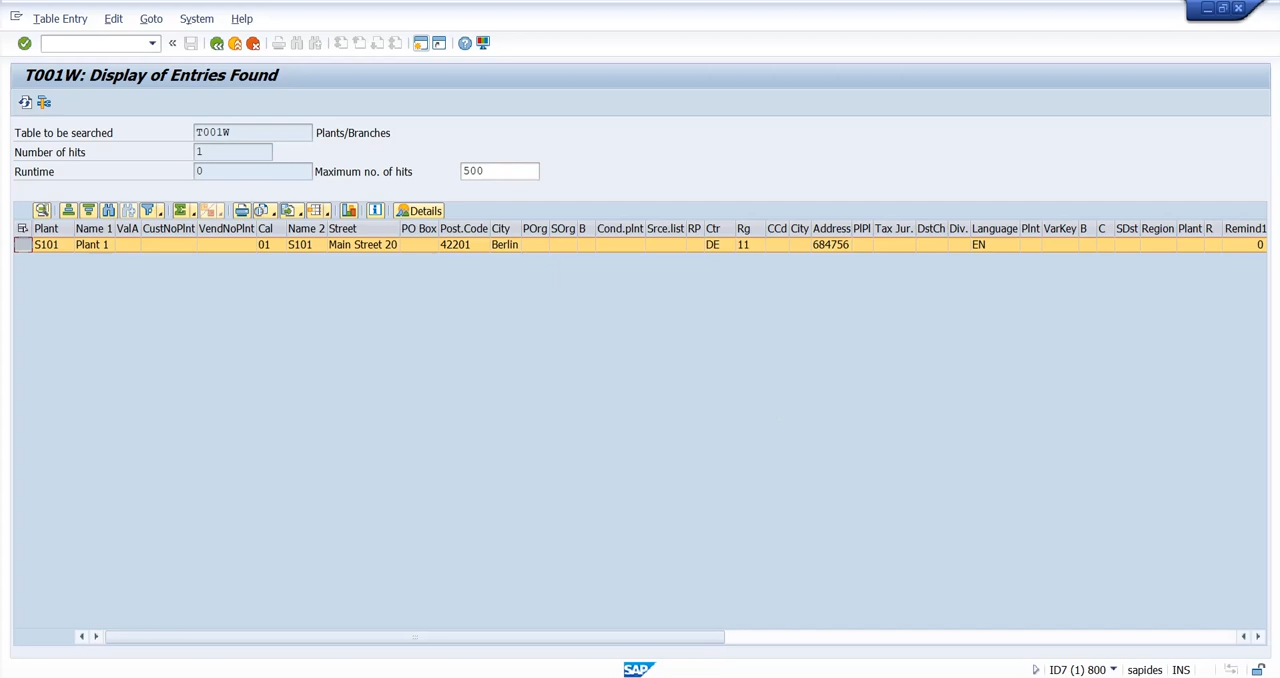 Table Entry Edit Goto System Help
T001W: Display of Entries Found
Table to be searched T001W Plants/Branches
Number of hits 1
Runtime 0 Maximum no. of hits 500
Details
Plant Name 1 ValA CustNoPlnt VendNoPlnt Cal Name 2 Street PO Box Post.Code City POrg SOrg B Cond.plnt Srce.list RP Ctr Rg CCd City Address PlPl Tax Jur. DstCh Div. Language Plnt VarKey B C SDst Region Plant R Remind1
S101 Plant 1 01 S101 Main Street 20 42201 Berlin DE 11 684756 EN 0
SAP ID7 (1) 800 sapides INS